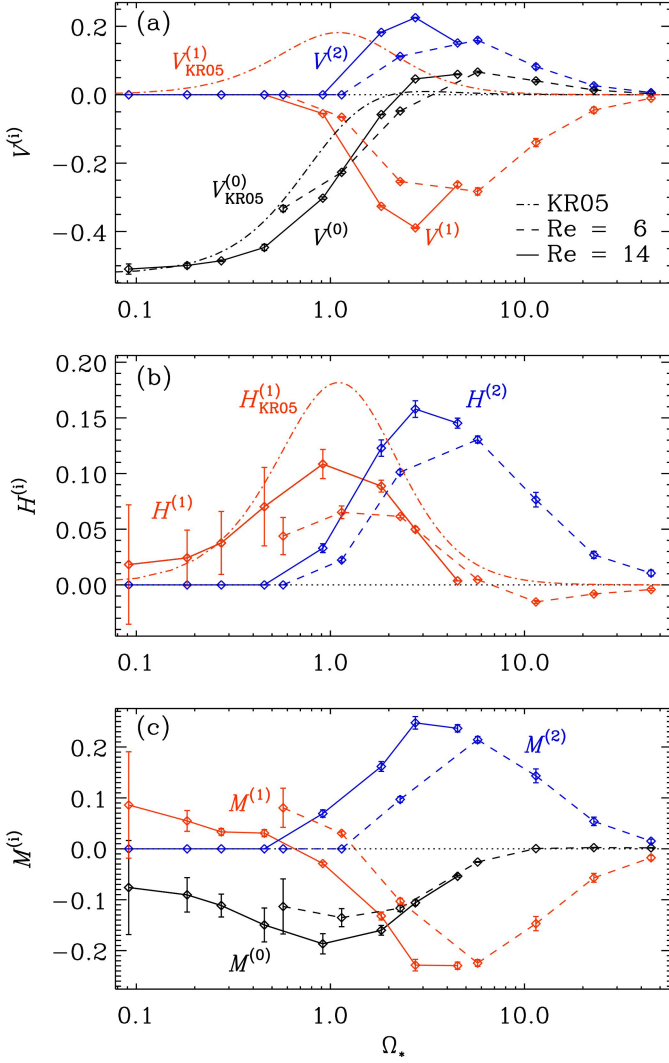 (a)
V^(1)_KR05
V^(2)
V^(0)_KR05
V^(0)
V^(1)
KR05
Re = 6
Re = 14
V^(i)
0.2
0.0
−0.2
−0.4
0.1 1.0 10.0
(b)
H^(1)_KR05
H^(2)
H^(1)
H^(i)
0.20
0.15
0.10
0.05
0.00
0.1 1.0 10.0
(c)
M^(2)
M^(1)
M^(0)
M^(i)
0.2
0.1
0.0
−0.1
−0.2
0.1 1.0 10.0
Ω_*